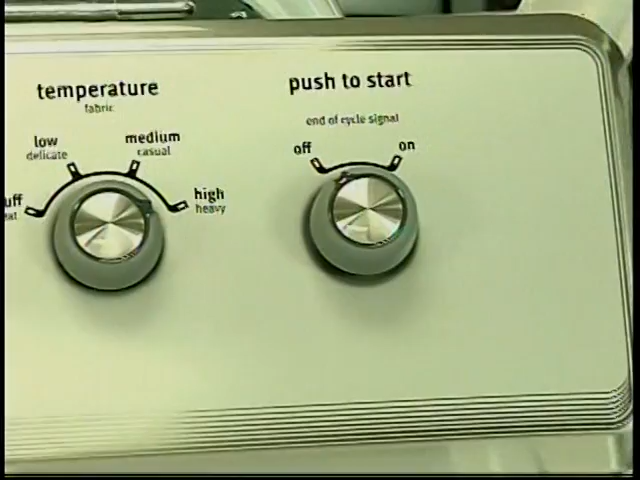 temperature
fabric
low
delicate
medium
casual
high
heavy
push to start
end of cycle signal
off
on